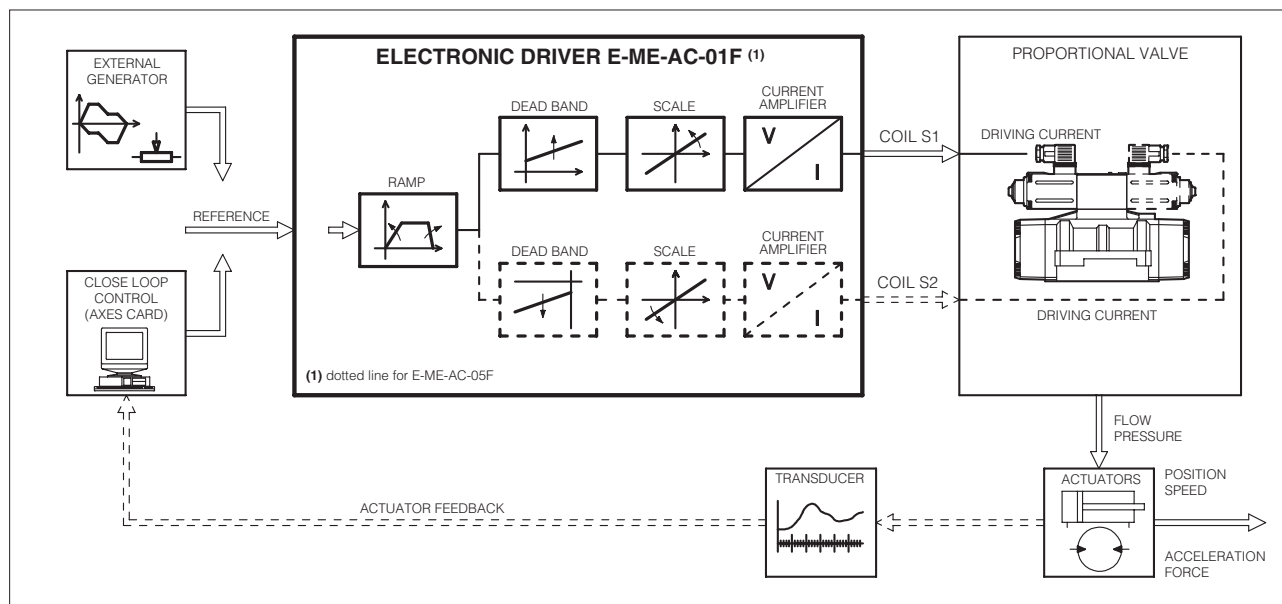 EXTERNAL
GENERATOR
ELECTRONIC DRIVER E-ME-AC-01F (1)
PROPORTIONAL VALVE
DEAD BAND
SCALE
CURRENT
AMPLIFIER
V
I
COIL S1
DRIVING CURRENT
RAMP
REFERENCE
DEAD BAND
SCALE
CURRENT
AMPLIFIER
V
I
COIL S2
DRIVING CURRENT
CLOSE LOOP
CONTROL
(AXES CARD)
(1) dotted line for E-ME-AC-05F
FLOW
PRESSURE
TRANSDUCER
ACTUATORS
POSITION
SPEED
ACTUATOR FEEDBACK
ACCELERATION
FORCE